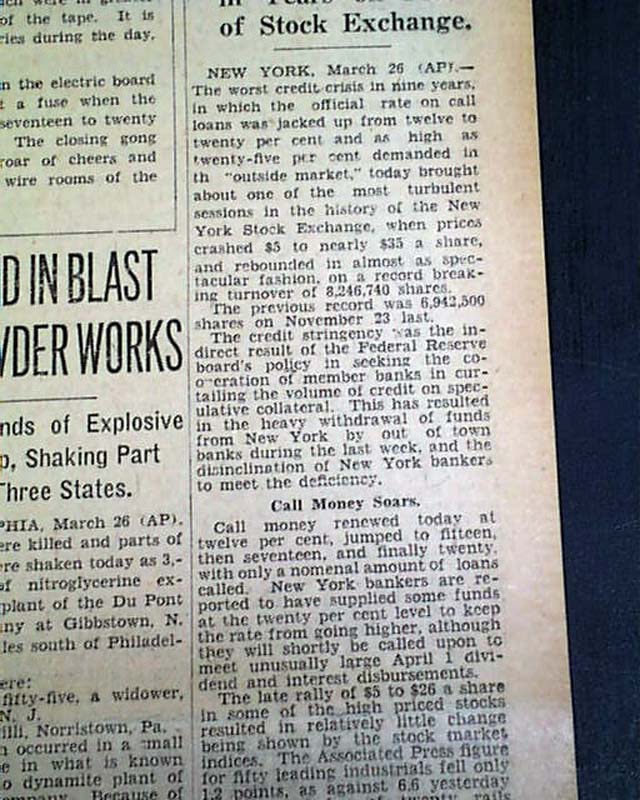 of the tape. It is
ries during the day.
n the electric board
a fuse when the
seventeen to twenty
The closing gong
roar of cheers and
wire rooms of the
D IN BLAST
WDER WORKS
nds of Explosive
p, Shaking Part
Three States.
PHIA, March 26 (AP).
ere killed and parts of
ere shaken today as 3,-
of nitroglycerine ex-
plant of the Du Pont
ny at Gibbstown, N.
les south of Philadel-
ere:
fifty-five, a widower,
N. J.
illi, Norristown, Pa.
n occurred in a small
e in what is known
o dynamite plant of
ompany. Because of
of Stock Exchange.
NEW YORK, March 26 (AP).—
The worst credit crisis in nine years,
in which the official rate on call
loans was jacked up from twelve to
twenty per cent and as high as
twenty-five per cent demanded in
th "outside market," today brought
about one of the most turbulent
sessions in the history of the New
York Stock Exchange, when prices
crashed $5 to nearly $35 a share,
and rebounded in almost as spec-
tacular fashion, on a record break-
ing turnover of 8,246,740 shares.
The previous record was 6,942,500
shares on November 23 last.
The credit stringency was the in-
direct result of the Federal Reserve
board's policy in seeking the co-
o-eration of member banks in cur-
tailing the volume of credit on spec-
ulative collateral. This has resulted
in the heavy withdrawal of funds
from New York by out of town
banks during the last week, and the
disinclination of New York bankers
to meet the deficiency.
Call Money Soars.
Call money renewed today at
twelve per cent, jumped to fifteen,
then seventeen, and finally twenty,
with only a nomenal amount of loans
called. New York bankers are re-
ported to have supplied some funds
at the twenty per cent level to keep
the rate from going higher, although
they will shortly be called upon to
meet unusually large April 1 divi-
dend and interest disbursements.
The late rally of $5 to $26 a share
in some of the high priced stocks
resulted in relatively little change
being shown by the stock market
indices. The Associated Press figure
for fifty leading industrials fell only
1.2 points, as against 6.6 yesterday